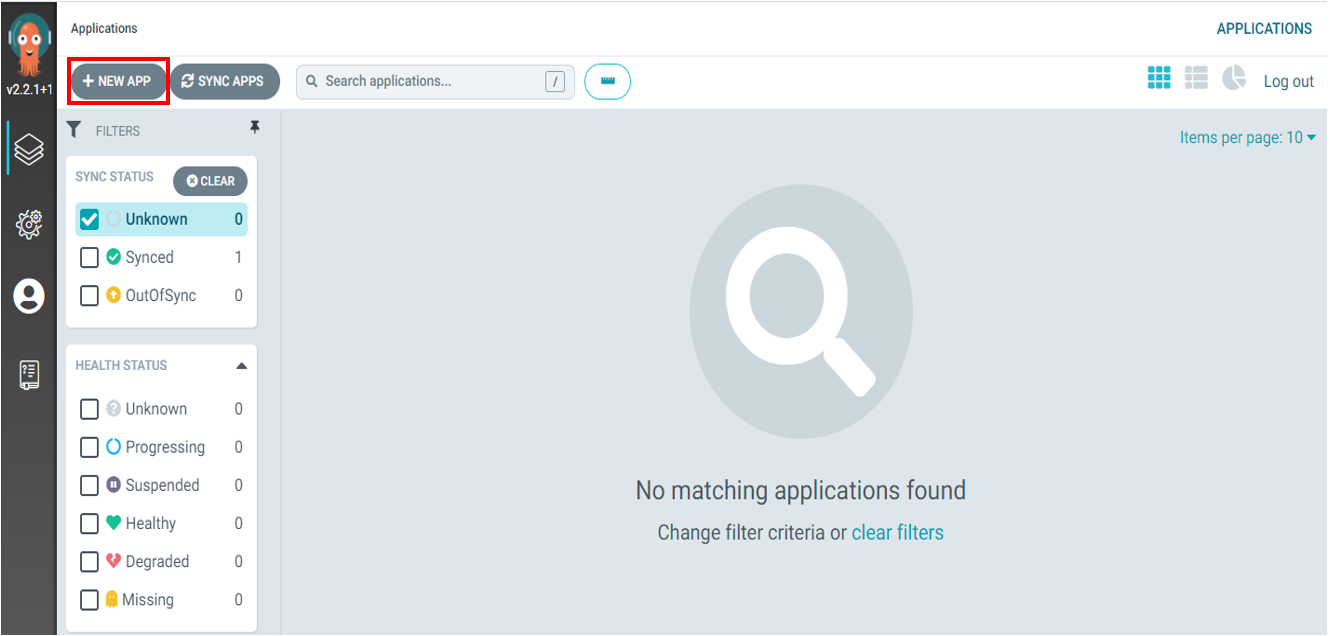 Applications
APPLICATIONS
v2.2.1+1
NEW APP
SYNC APPS
Search applications...
/
Log out
FILTERS
Items per page: 10
SYNC STATUS
CLEAR
Unknown 0
Synced 1
OutOfSync 0
HEALTH STATUS
Unknown 0
Progressing 0
Suspended 0
Healthy 0
Degraded 0
Missing 0
No matching applications found
Change filter criteria or clear filters